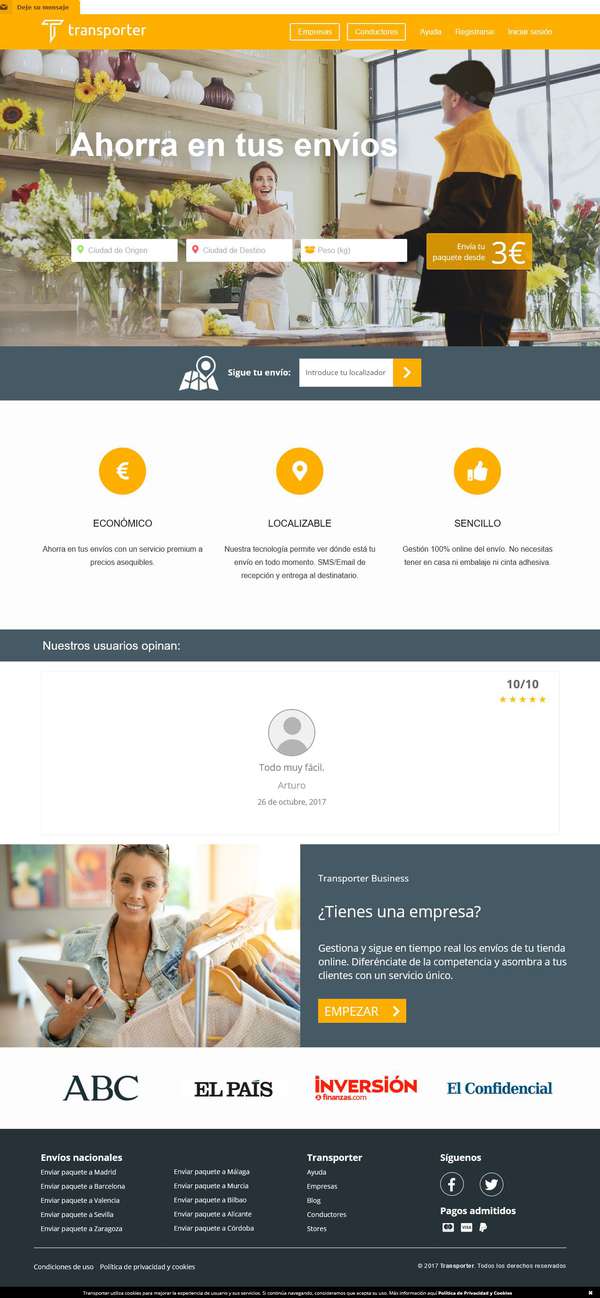 Deje su mensaje
transporter
Empresas
Conductores
Ayuda
Registrarse
Iniciar sesión
Ahorra en tus envíos
Ciudad de Origen
Ciudad de Destino
Peso (kg)
Envía tu
paquete desde
3€
Sigue tu envío:
Introduce tu localizador
ECONÓMICO
Ahorra en tus envíos con un servicio premium a
precios asequibles.
LOCALIZABLE
Nuestra tecnología permite ver dónde está tu
envío en todo momento. SMS/Email de
recepción y entrega al destinatario.
SENCILLO
Gestión 100% online del envío. No necesitas
tener en casa ni embalaje ni cinta adhesiva.
Nuestros usuarios opinan:
10/10
Todo muy fácil.
Arturo
26 de octubre, 2017
Transporter Business
¿Tienes una empresa?
Gestiona y sigue en tiempo real los envíos de tu tienda
online. Diferénciate de la competencia y asombra a tus
clientes con un servicio único.
EMPEZAR
ABC
EL PAÍS
INVERSIÓN
& finanzas.com
El Confidencial
Envíos nacionales
Enviar paquete a Madrid
Enviar paquete a Barcelona
Enviar paquete a Valencia
Enviar paquete a Sevilla
Enviar paquete a Zaragoza
Enviar paquete a Málaga
Enviar paquete a Murcia
Enviar paquete a Bilbao
Enviar paquete a Alicante
Enviar paquete a Córdoba
Transporter
Ayuda
Empresas
Blog
Conductores
Stores
Síguenos
Pagos admitidos
VISA
Condiciones de uso
Política de privacidad y cookies
© 2017 Transporter. Todos los derechos reservados
Transporter utiliza cookies para mejorar la experiencia de usuario y sus servicios. Si continúa navegando, consideramos que acepta su uso. Más información aquí Política de Privacidad y Cookies